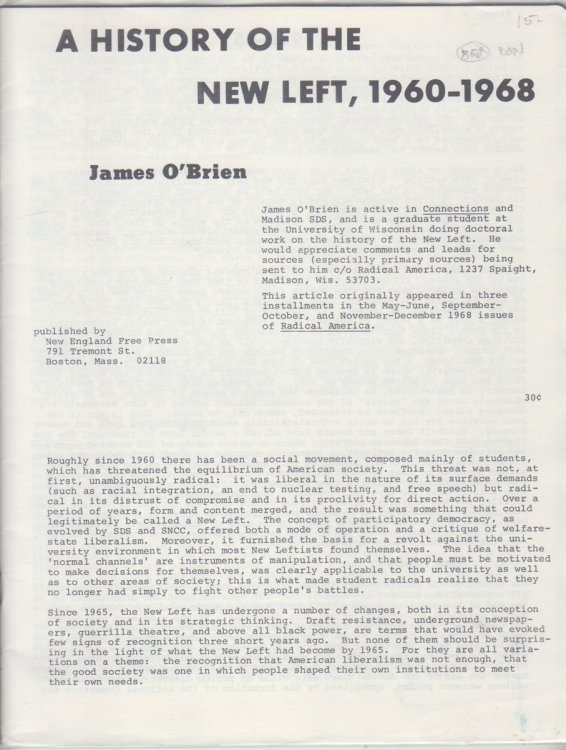 15-
A HISTORY OF THE
NEW LEFT, 1960-1968
James O'Brien
James O'Brien is active in Connections and
Madison SDS, and is a graduate student at
the University of Wisconsin doing doctoral
work on the history of the New Left. He
would appreciate comments and leads for
sources (especially primary sources) being
sent to him c/o Radical America, 1237 Spaight,
Madison, Wis. 53703.
This article originally appeared in three
installments in the May-June, September-
October, and November-December 1968 issues
of Radical America.
published by
New England Free Press
791 Tremont St.
Boston, Mass. 02118
30¢
Roughly since 1960 there has been a social movement, composed mainly of students,
which has threatened the equilibrium of American society. This threat was not, at
first, unambiguously radical: it was liberal in the nature of its surface demands
(such as racial integration, an end to nuclear testing, and free speech) but radi-
cal in its distrust of compromise and in its proclivity for direct action. Over a
period of years, form and content merged, and the result was something that could
legitimately be called a New Left. The concept of participatory democracy, as
evolved by SDS and SNCC, offered both a mode of operation and a critique of welfare-
state liberalism. Moreover, it furnished the basis for a revolt against the uni-
versity environment in which most New Leftists found themselves. The idea that the
'normal channels' are instruments of manipulation, and that people must be motivated
to make decisions for themselves, was clearly applicable to the university as well
as to other areas of society; this is what made student radicals realize that they
no longer had simply to fight other people's battles.
Since 1965, the New Left has undergone a number of changes, both in its conception
of society and in its strategic thinking. Draft resistance, underground newspap-
ers, guerrilla theatre, and above all black power, are terms that would have evoked
few signs of recognition three short years ago. But none of them should be surpris-
ing in the light of what the New Left had become by 1965. For they are all varia-
tions on a theme: the recognition that American liberalism was not enough, that
the good society was one in which people shaped their own institutions to meet
their own needs.